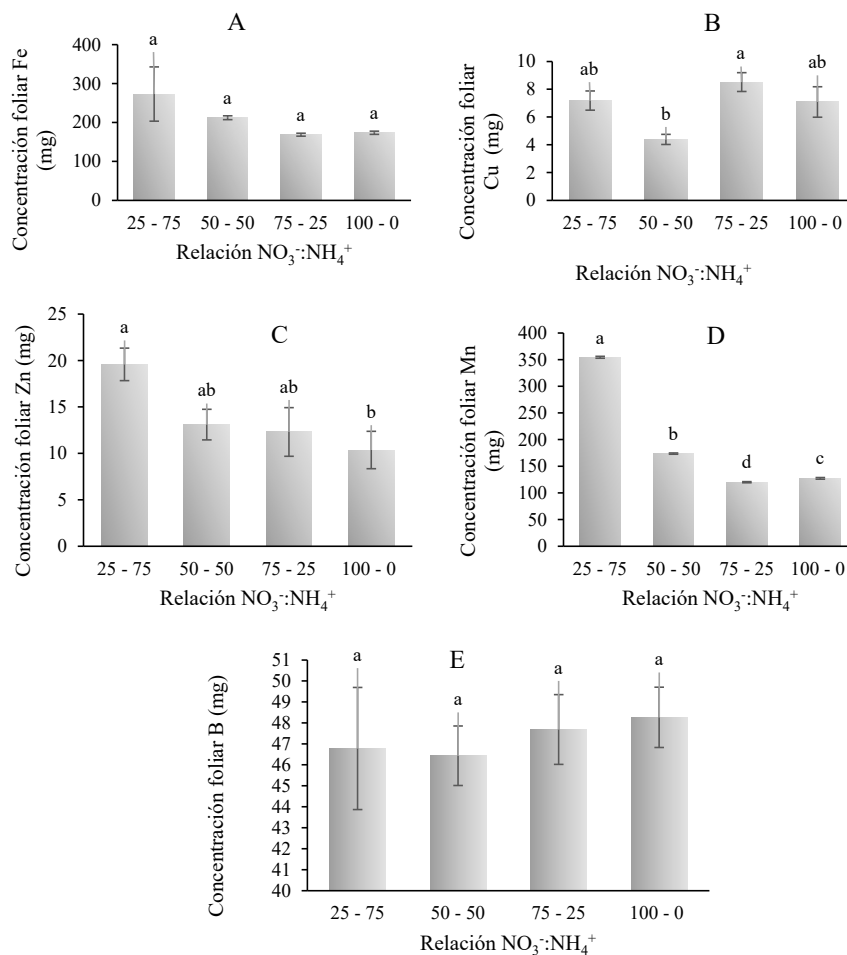 A
Concentración foliar Fe
(mg)
400
300
200
100
0
a
a
a
a
25 - 75
50 - 50
75 - 25
100 - 0
Relación NO₃⁻:NH₄⁺
B
Concentración foliar
Cu (mg)
10
8
6
4
2
0
ab
b
a
ab
25 - 75
50 - 50
75 - 25
100 - 0
Relación NO₃⁻:NH₄⁺
C
Concentración foliar Zn (mg)
25
20
15
10
5
0
a
ab
ab
b
25 - 75
50 - 50
75 - 25
100 - 0
Relación NO₃⁻:NH₄⁺
D
Concentración foliar Mn
(mg)
400
350
300
250
200
150
100
50
0
a
b
d
c
25 - 75
50 - 50
75 - 25
100 - 0
Relación NO₃⁻:NH₄⁺
E
Concentración foliar B (mg)
51
50
49
48
47
46
45
44
43
42
41
40
a
a
a
a
25 - 75
50 - 50
75 - 25
100 - 0
Relación NO₃⁻:NH₄⁺